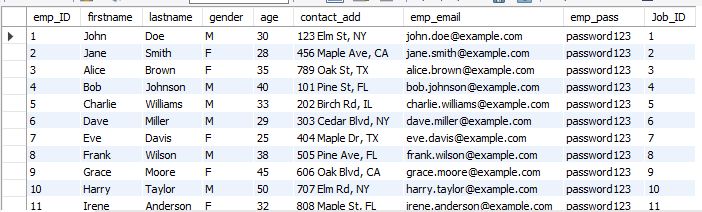 emp_ID firstname lastname gender age contact_add emp_email emp_pass Job_ID
1 John Doe M 30 123 Elm St, NY john.doe@example.com password123 1
2 Jane Smith F 28 456 Maple Ave, CA jane.smith@example.com password123 2
3 Alice Brown F 35 789 Oak St, TX alice.brown@example.com password123 3
4 Bob Johnson M 40 101 Pine St, FL bob.johnson@example.com password123 4
5 Charlie Williams M 33 202 Birch Rd, IL charlie.williams@example.com password123 5
6 Dave Miller M 29 303 Cedar Blvd, NY dave.miller@example.com password123 6
7 Eve Davis F 25 404 Maple Dr, TX eve.davis@example.com password123 7
8 Frank Wilson M 38 505 Pine Ave, FL frank.wilson@example.com password123 8
9 Grace Moore F 45 606 Oak Blvd, CA grace.moore@example.com password123 9
10 Harry Taylor M 50 707 Elm Rd, NY harry.taylor@example.com password123 10
11 Irene Anderson F 32 808 Maple St, FL irene.anderson@example.com password123 11